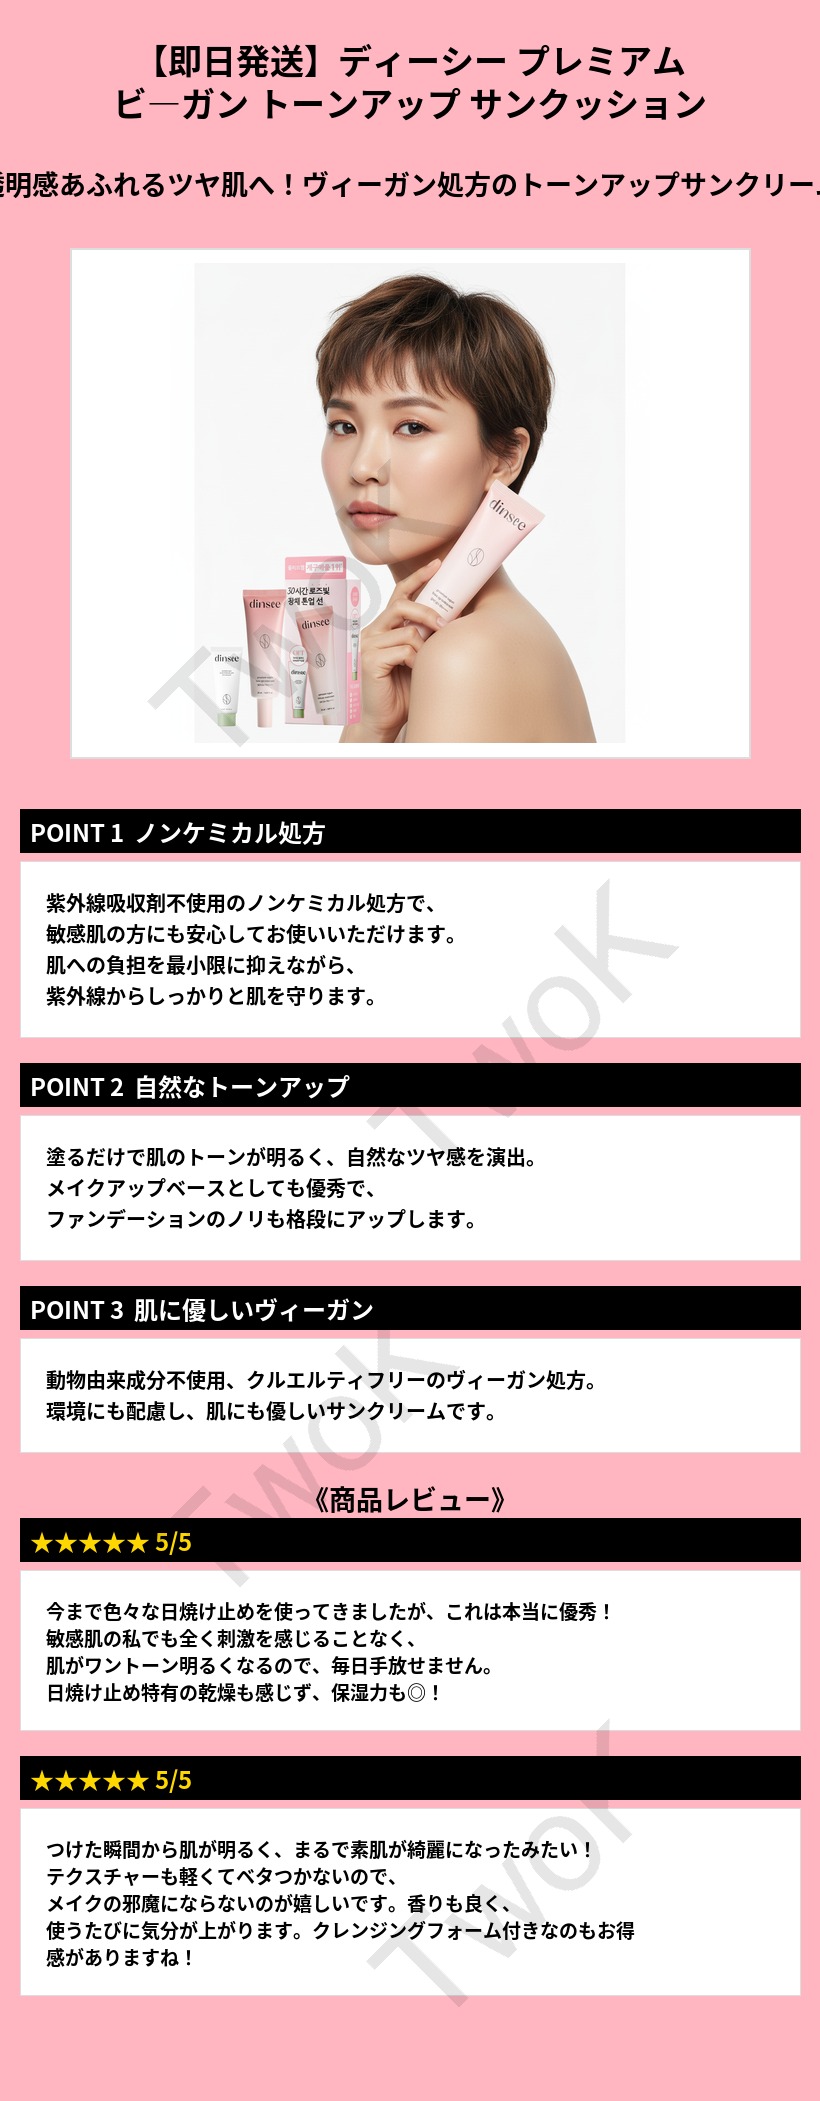 【即日発送】ディーシー プレミアム
ビ―ガン トーンアップ サンクッション
明感あふれるツヤ肌へ！ヴィーガン処方のトーンアップサンクリー
dinsee
30시간 로즈빛
광채 톤업 선
dinsee
dinsee
dinsee
dinsee
TwoK
POINT 1 ノンケミカル処方
紫外線吸収剤不使用のノンケミカル処方で、
敏感肌の方にも安心してお使いいただけます。
肌への負担を最小限に抑えながら、
紫外線からしっかりと肌を守ります。
TwoK
POINT 2 自然なトーンアップ
塗るだけで肌のトーンが明るく、自然なツヤ感を演出。
メイクアップベースとしても優秀で、
ファンデーションのノリも格段にアップします。
POINT 3 肌に優しいヴィーガン
動物由来成分不使用、クルエルティフリーのヴィーガン処方。
環境にも配慮し、肌にも優しいサンクリームです。
TwoK
《商品レビュー》
★★★★★ 5/5
今まで色々な日焼け止めを使ってきましたが、これは本当に優秀！
敏感肌の私でも全く刺激を感じることなく、
肌がワントーン明るくなるので、毎日手放せません。
日焼け止め特有の乾燥も感じず、保湿力も◎！
★★★★★ 5/5
つけた瞬間から肌が明るく、まるで素肌が綺麗になったみたい！
テクスチャーも軽くてベタつかないので、
メイクの邪魔にならないのが嬉しいです。香りも良く、
使うたびに気分が上がります。クレンジングフォーム付きなのもお得
感がありますね！
TwoK